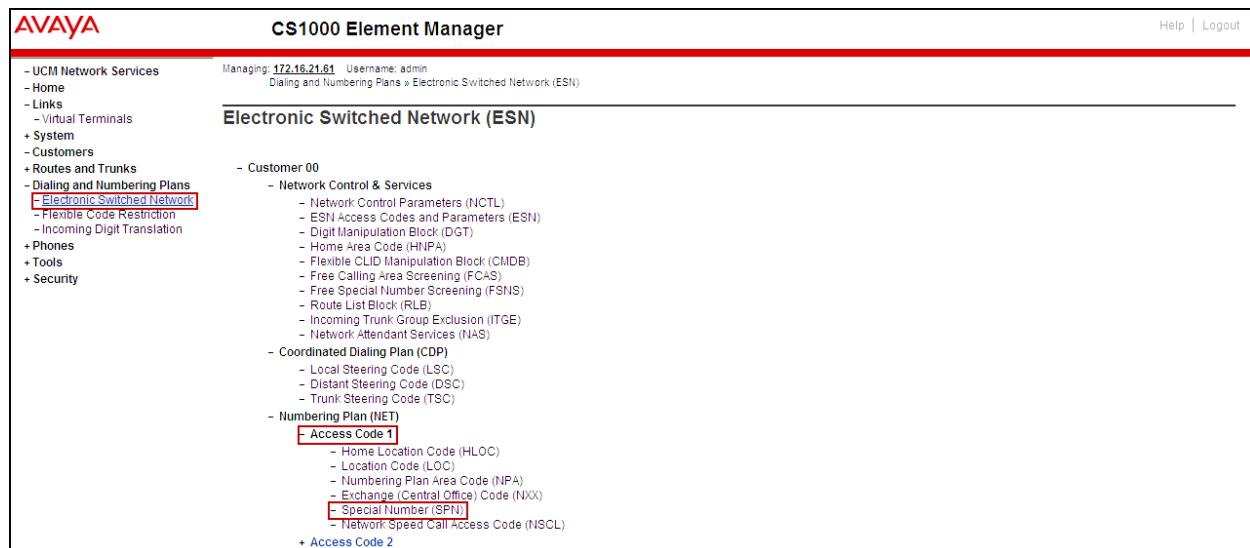 AVAYA
CS1000 Element Manager
Help | Logout
– UCM Network Services
– Home
– Links
– Virtual Terminals
+ System
– Customers
+ Routes and Trunks
– Dialing and Numbering Plans
– Electronic Switched Network
– Flexible Code Restriction
– Incoming Digit Translation
+ Phones
+ Tools
+ Security
Managing: 172.16.21.61 Username: admin
Dialing and Numbering Plans » Electronic Switched Network (ESN)
Electronic Switched Network (ESN)
– Customer 00
– Network Control & Services
– Network Control Parameters (NCTL)
– ESN Access Codes and Parameters (ESN)
– Digit Manipulation Block (DGT)
– Home Area Code (HNPA)
– Flexible CLID Manipulation Block (CMDB)
– Free Calling Area Screening (FCAS)
– Free Special Number Screening (FSNS)
– Route List Block (RLB)
– Incoming Trunk Group Exclusion (ITGE)
– Network Attendant Services (NAS)
– Coordinated Dialing Plan (CDP)
– Local Steering Code (LSC)
– Distant Steering Code (DSC)
– Trunk Steering Code (TSC)
– Numbering Plan (NET)
– Access Code 1
– Home Location Code (HLOC)
– Location Code (LOC)
– Numbering Plan Area Code (NPA)
– Exchange (Central Office) Code (NXX)
– Special Number (SPN)
– Network Speed Call Access Code (NSCL)
+ Access Code 2